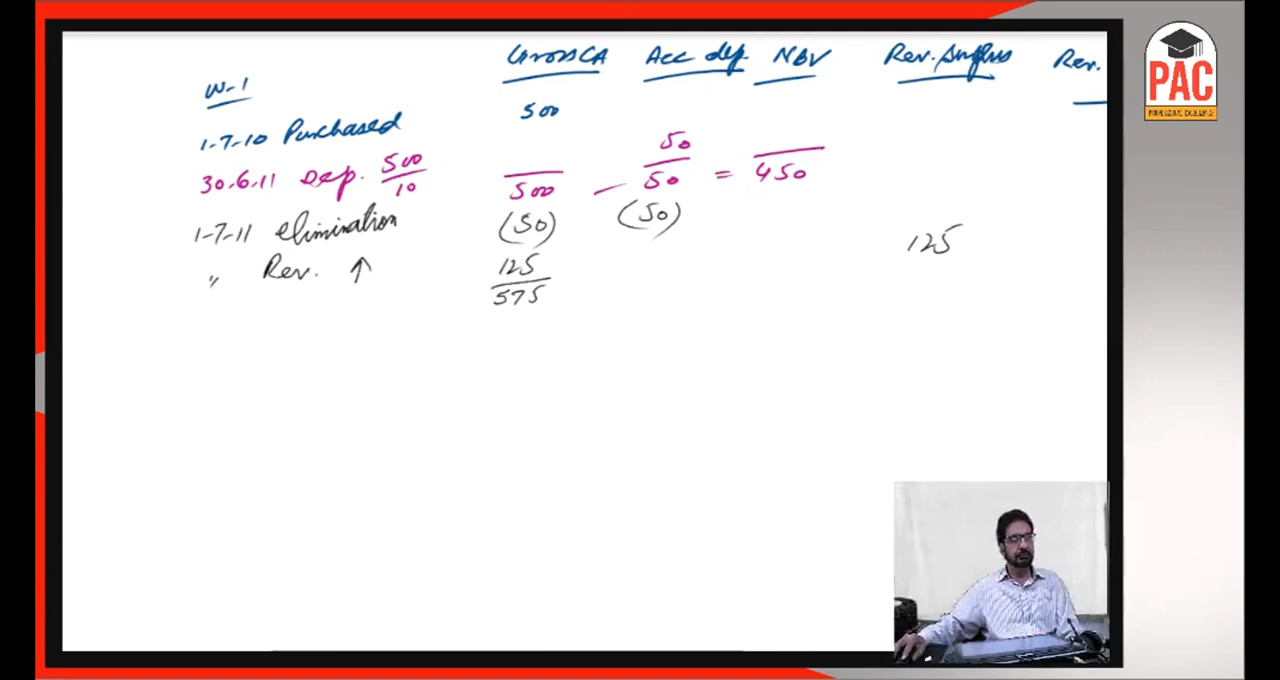 Gross CA Acc dep. NBV Rev. Surplus Rev.
W-1
1-7-10 Purchased 500
50
30.6.11 Dep. 500/10 500 – 50 = 450
1-7-11 elimination (50) (50)
" Rev. ↑ 125 125
575
PAC